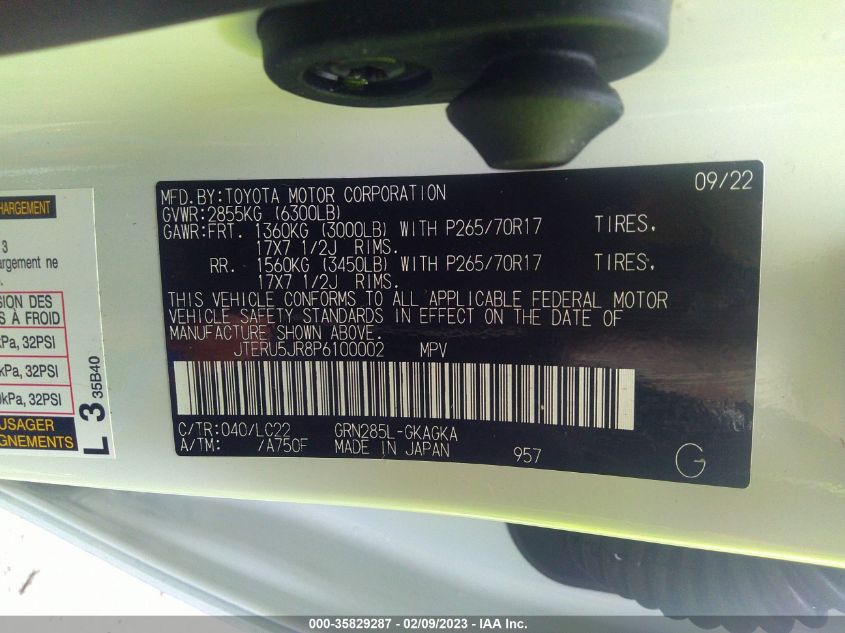 HARGEMENT
3
argement ne
SION DES
S À FROID
kPa, 32PSI
kPa, 32PSI
0kPa, 32PSI
USAGER
GNEMENTS
L 3 35B40
09/22
MFD.BY:TOYOTA MOTOR CORPORATION
GVWR:2855KG (6300LB)
GAWR:FRT. 1360KG (3000LB) WITH P265/70R17 TIRES,
17X7 1/2J RIMS.
RR. 1560KG (3450LB) WITH P265/70R17 TIRES,
17X7 1/2J RIMS.
THIS VEHICLE CONFORMS TO ALL APPLICABLE FEDERAL MOTOR
VEHICLE SAFETY STANDARDS IN EFFECT ON THE DATE OF
MANUFACTURE SHOWN ABOVE.
JTERU5JR8P6100002 MPV
C/TR:040/LC22 GRN285L-GKAGKA
A/TM: /A750F MADE IN JAPAN 957 G
000-35829287 - 02/09/2023 - IAA Inc.